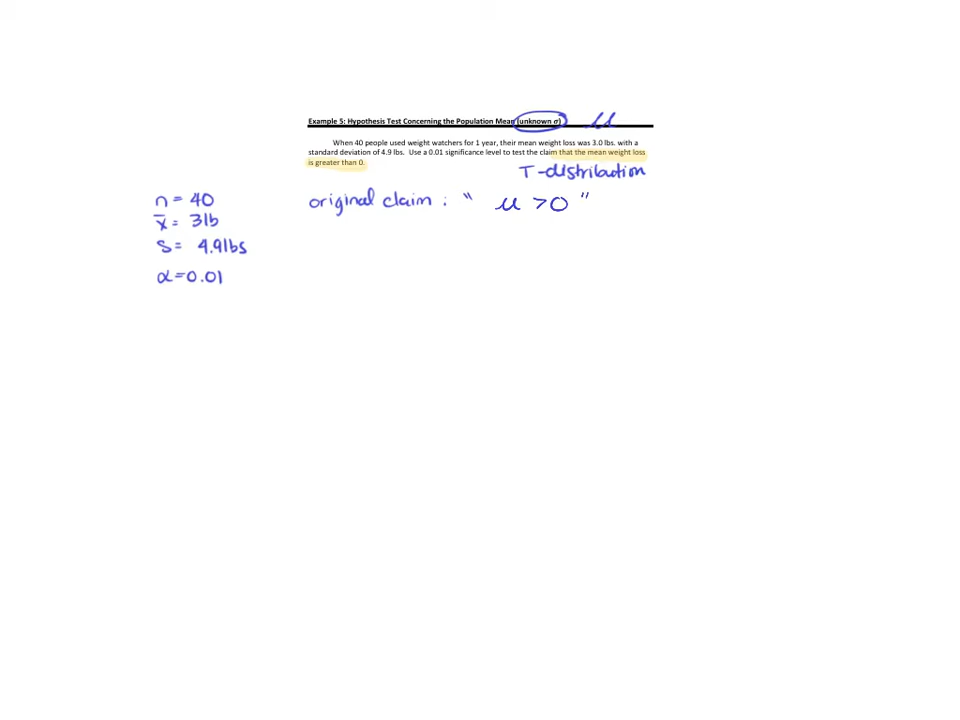 Example 5: Hypothesis Test Concerning the Population Mean (unknown σ) μ
When 40 people used weight watchers for 1 year, their mean weight loss was 3.0 lbs. with a
standard deviation of 4.9 lbs. Use a 0.01 significance level to test the claim that the mean weight loss
is greater than 0.
T-distribution
original claim : " μ > 0 "
n = 40
x̄ = 3lb
S = 4.9lbs
α = 0.01